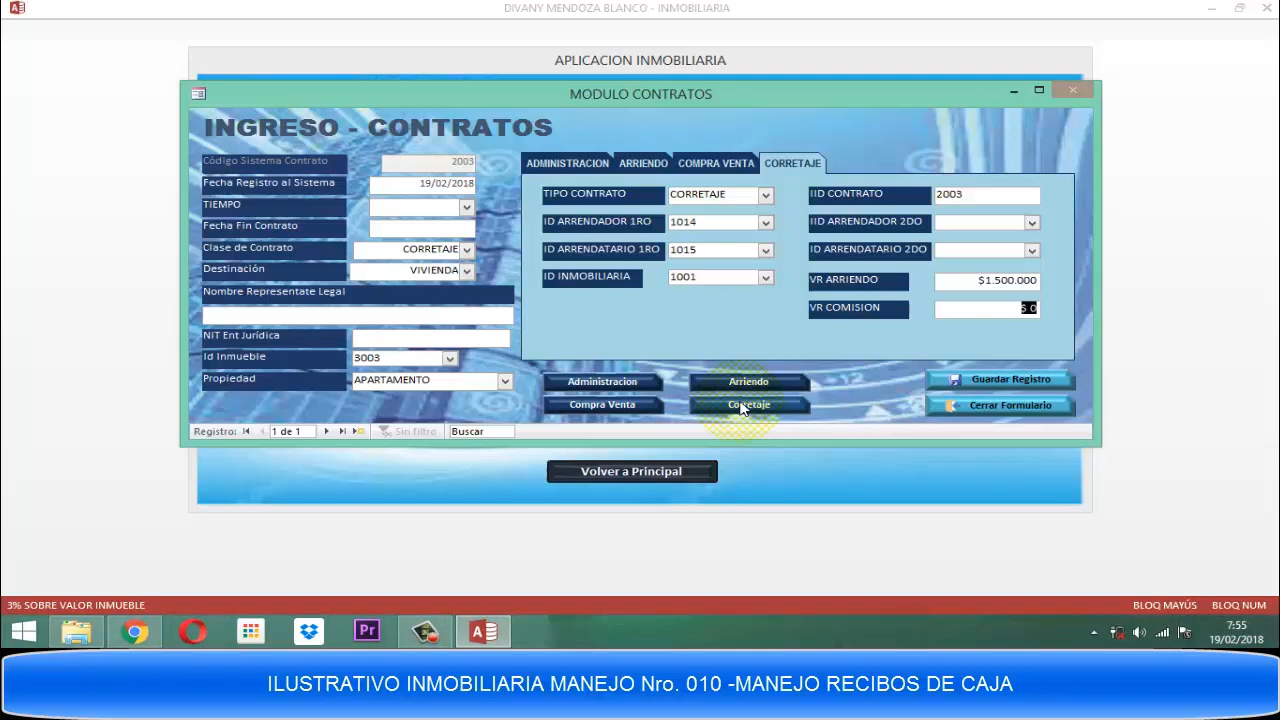 DIVANY MENDOZA BLANCO - INMOBILIARIA
APLICACION INMOBILIARIA
MODULO CONTRATOS
INGRESO - CONTRATOS
Código Sistema Contrato 2003
Fecha Registro al Sistema 19/02/2018
TIEMPO
Fecha Fin Contrato
Clase de Contrato CORRETAJE
Destinación VIVIENDA
Nombre Representate Legal
NIT Ent Jurídica
Id Inmueble 3003
Propiedad APARTAMENTO
ADMINISTRACION ARRIENDO COMPRA VENTA CORRETAJE
TIPO CONTRATO CORRETAJE IID CONTRATO 2003
ID ARRENDADOR 1RO 1014 IID ARRENDADOR 2DO
ID ARRENDATARIO 1RO 1015 ID ARRENDATARIO 2DO
ID INMOBILIARIA 1001 VR ARRIENDO $1.500.000
VR COMISION $ 0
Administracion Arriendo Guardar Registro
Compra Venta Corretaje Cerrar Formulario
Registro: 1 de 1 Sin filtro Buscar
Volver a Principal
3% SOBRE VALOR INMUEBLE BLOQ MAYÚS BLOQ NUM
Pr
7:55
19/02/2018
ILUSTRATIVO INMOBILIARIA MANEJO Nro. 010 -MANEJO RECIBOS DE CAJA